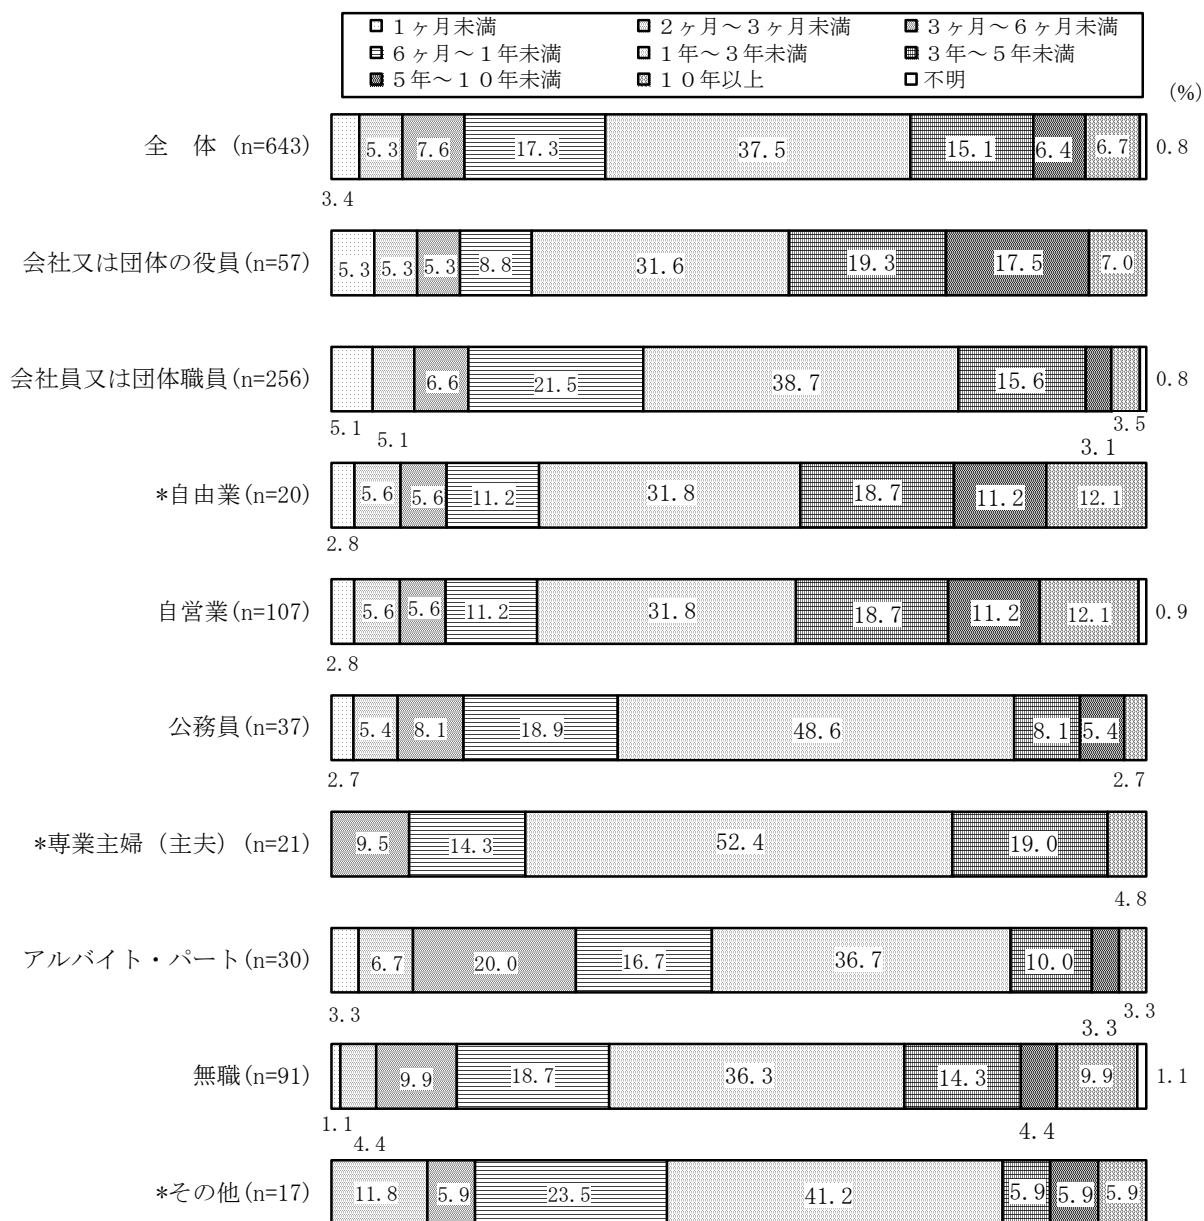 １ヶ月未満 ２ヶ月～３ヶ月未満 ３ヶ月～６ヶ月未満
６ヶ月～１年未満 １年～３年未満 ３年～５年未満
５年～１０年未満 １０年以上 不明
(%)
全　体 (n=643) 5.3 7.6 17.3 37.5 15.1 6.4 6.7 0.8
3.4
会社又は団体の役員(n=57) 5.3 5.3 5.3 8.8 31.6 19.3 17.5 7.0
会社員又は団体職員(n=256) 6.6 21.5 38.7 15.6 0.8
5.1 5.1 3.1 3.5
*自由業(n=20) 5.6 5.6 11.2 31.8 18.7 11.2 12.1
2.8
自営業(n=107) 5.6 5.6 11.2 31.8 18.7 11.2 12.1 0.9
2.8
公務員(n=37) 5.4 8.1 18.9 48.6 8.1 5.4
2.7 2.7
*専業主婦（主夫）(n=21) 9.5 14.3 52.4 19.0
4.8
アルバイト・パート(n=30) 6.7 20.0 16.7 36.7 10.0
3.3 3.3 3.3
無職(n=91) 9.9 18.7 36.3 14.3 9.9 1.1
1.1 4.4 4.4
*その他(n=17) 11.8 5.9 23.5 41.2 5.9 5.9 5.9